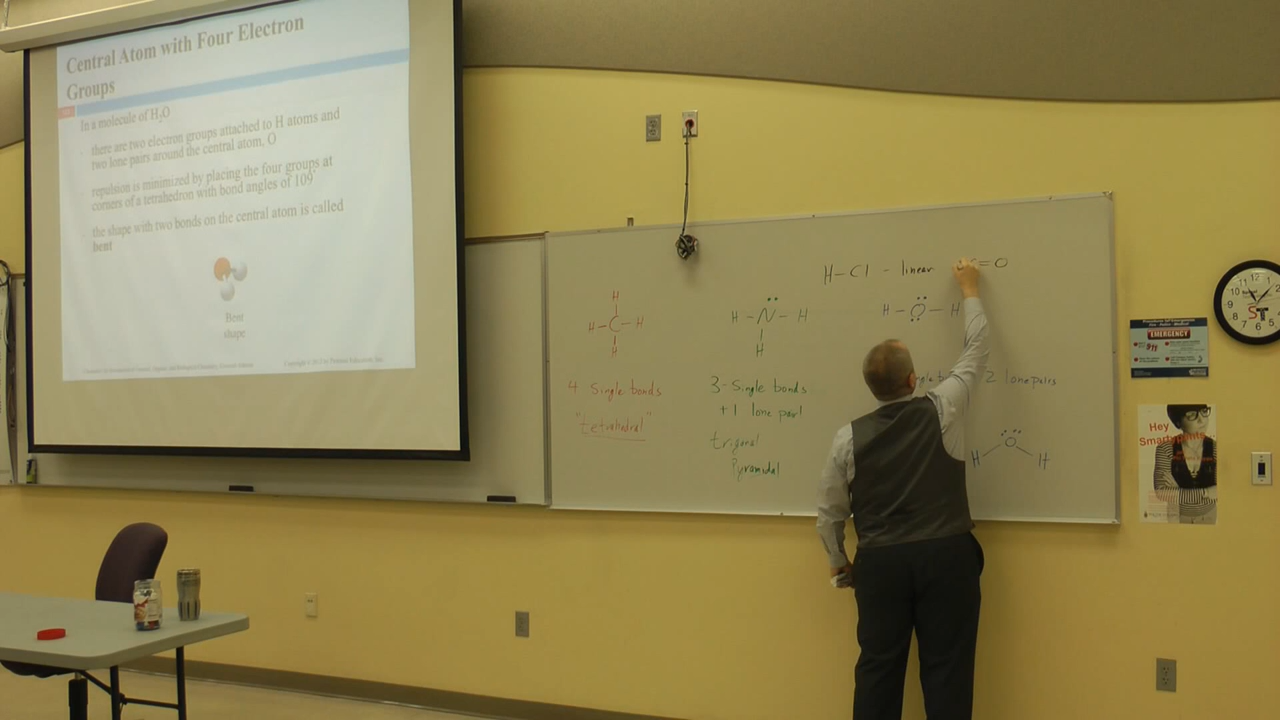 Central Atom with Four Electron
Groups
In a molecule of H₂O
there are two electron groups attached to H atoms and
two lone pairs around the central atom, O
repulsion is minimized by placing the four groups at
corners of a tetrahedron with bond angles of 109°
the shape with two bonds on the central atom is called
bent
Bent
shape
H-Cl - linear
=O
H
H-C-H
H
H-N-H
H
H-O-H
4 Single bonds
"tetrahedral"
3-Single bonds
+1 lone pair
trigonal
Pyramidal
2 lone pairs
O
H H
EMERGENCY
Hey